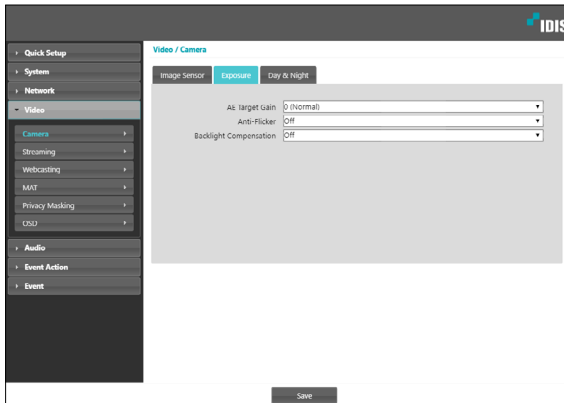 IDIS
Quick Setup
System
Network
Video
Camera
Streaming
Webcasting
MAT
Privacy Masking
OSD
Audio
Event Action
Event
Video / Camera
Image Sensor Exposure Day & Night
AE Target Gain 0 (Normal)
Anti-Flicker Off
Backlight Compensation Off
Save